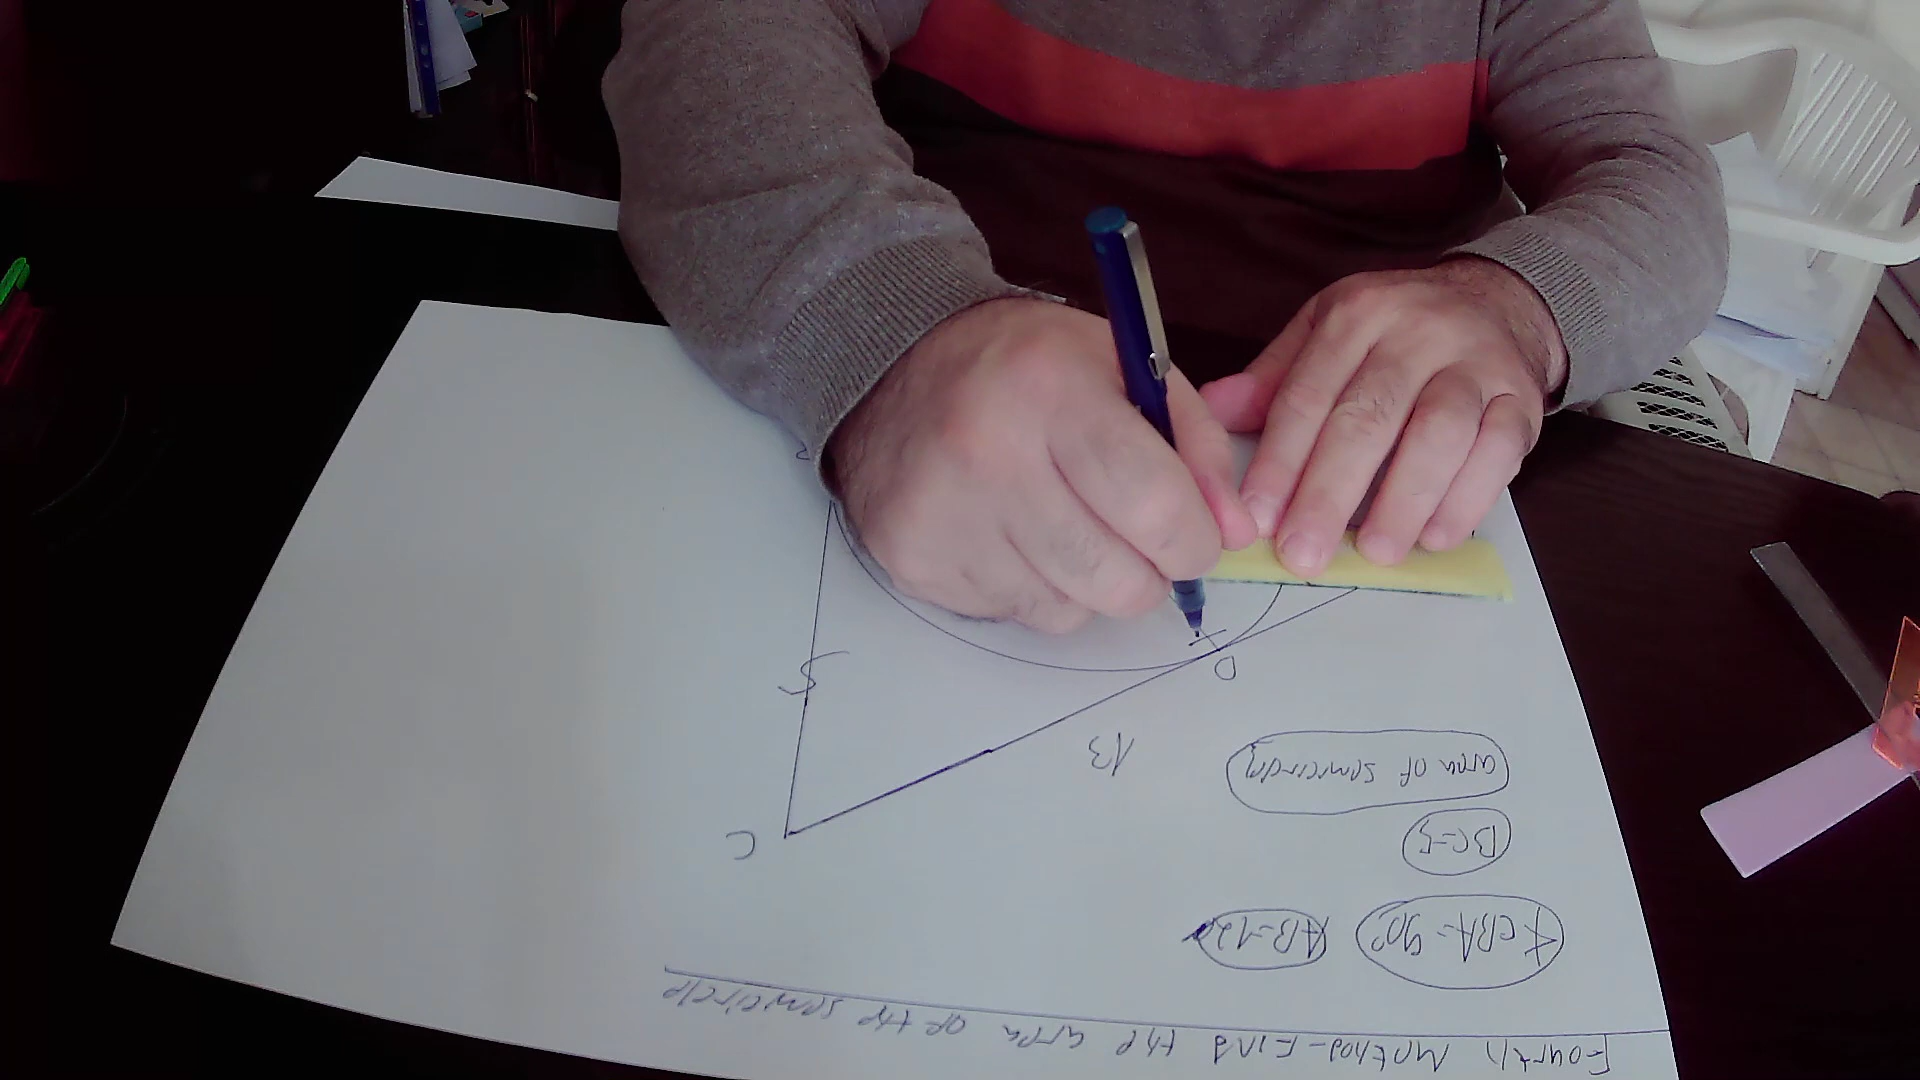 Fourth Method-Find the area of the semicircle
∢CBA=90° AB=12
BC=5
area of semicircle
C
5
13
D
B